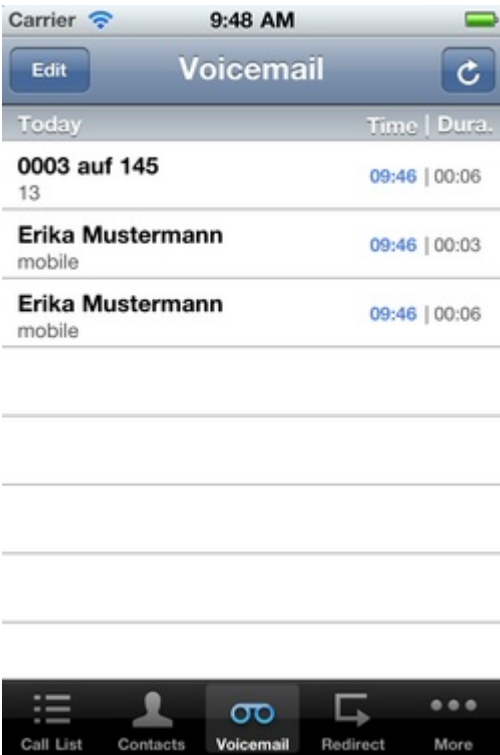 Carrier 9:48 AM
Edit Voicemail
Today Time | Dura.
0003 auf 145
13 09:46 | 00:06
Erika Mustermann
mobile 09:46 | 00:03
Erika Mustermann
mobile 09:46 | 00:06
Call List Contacts Voicemail Redirect More